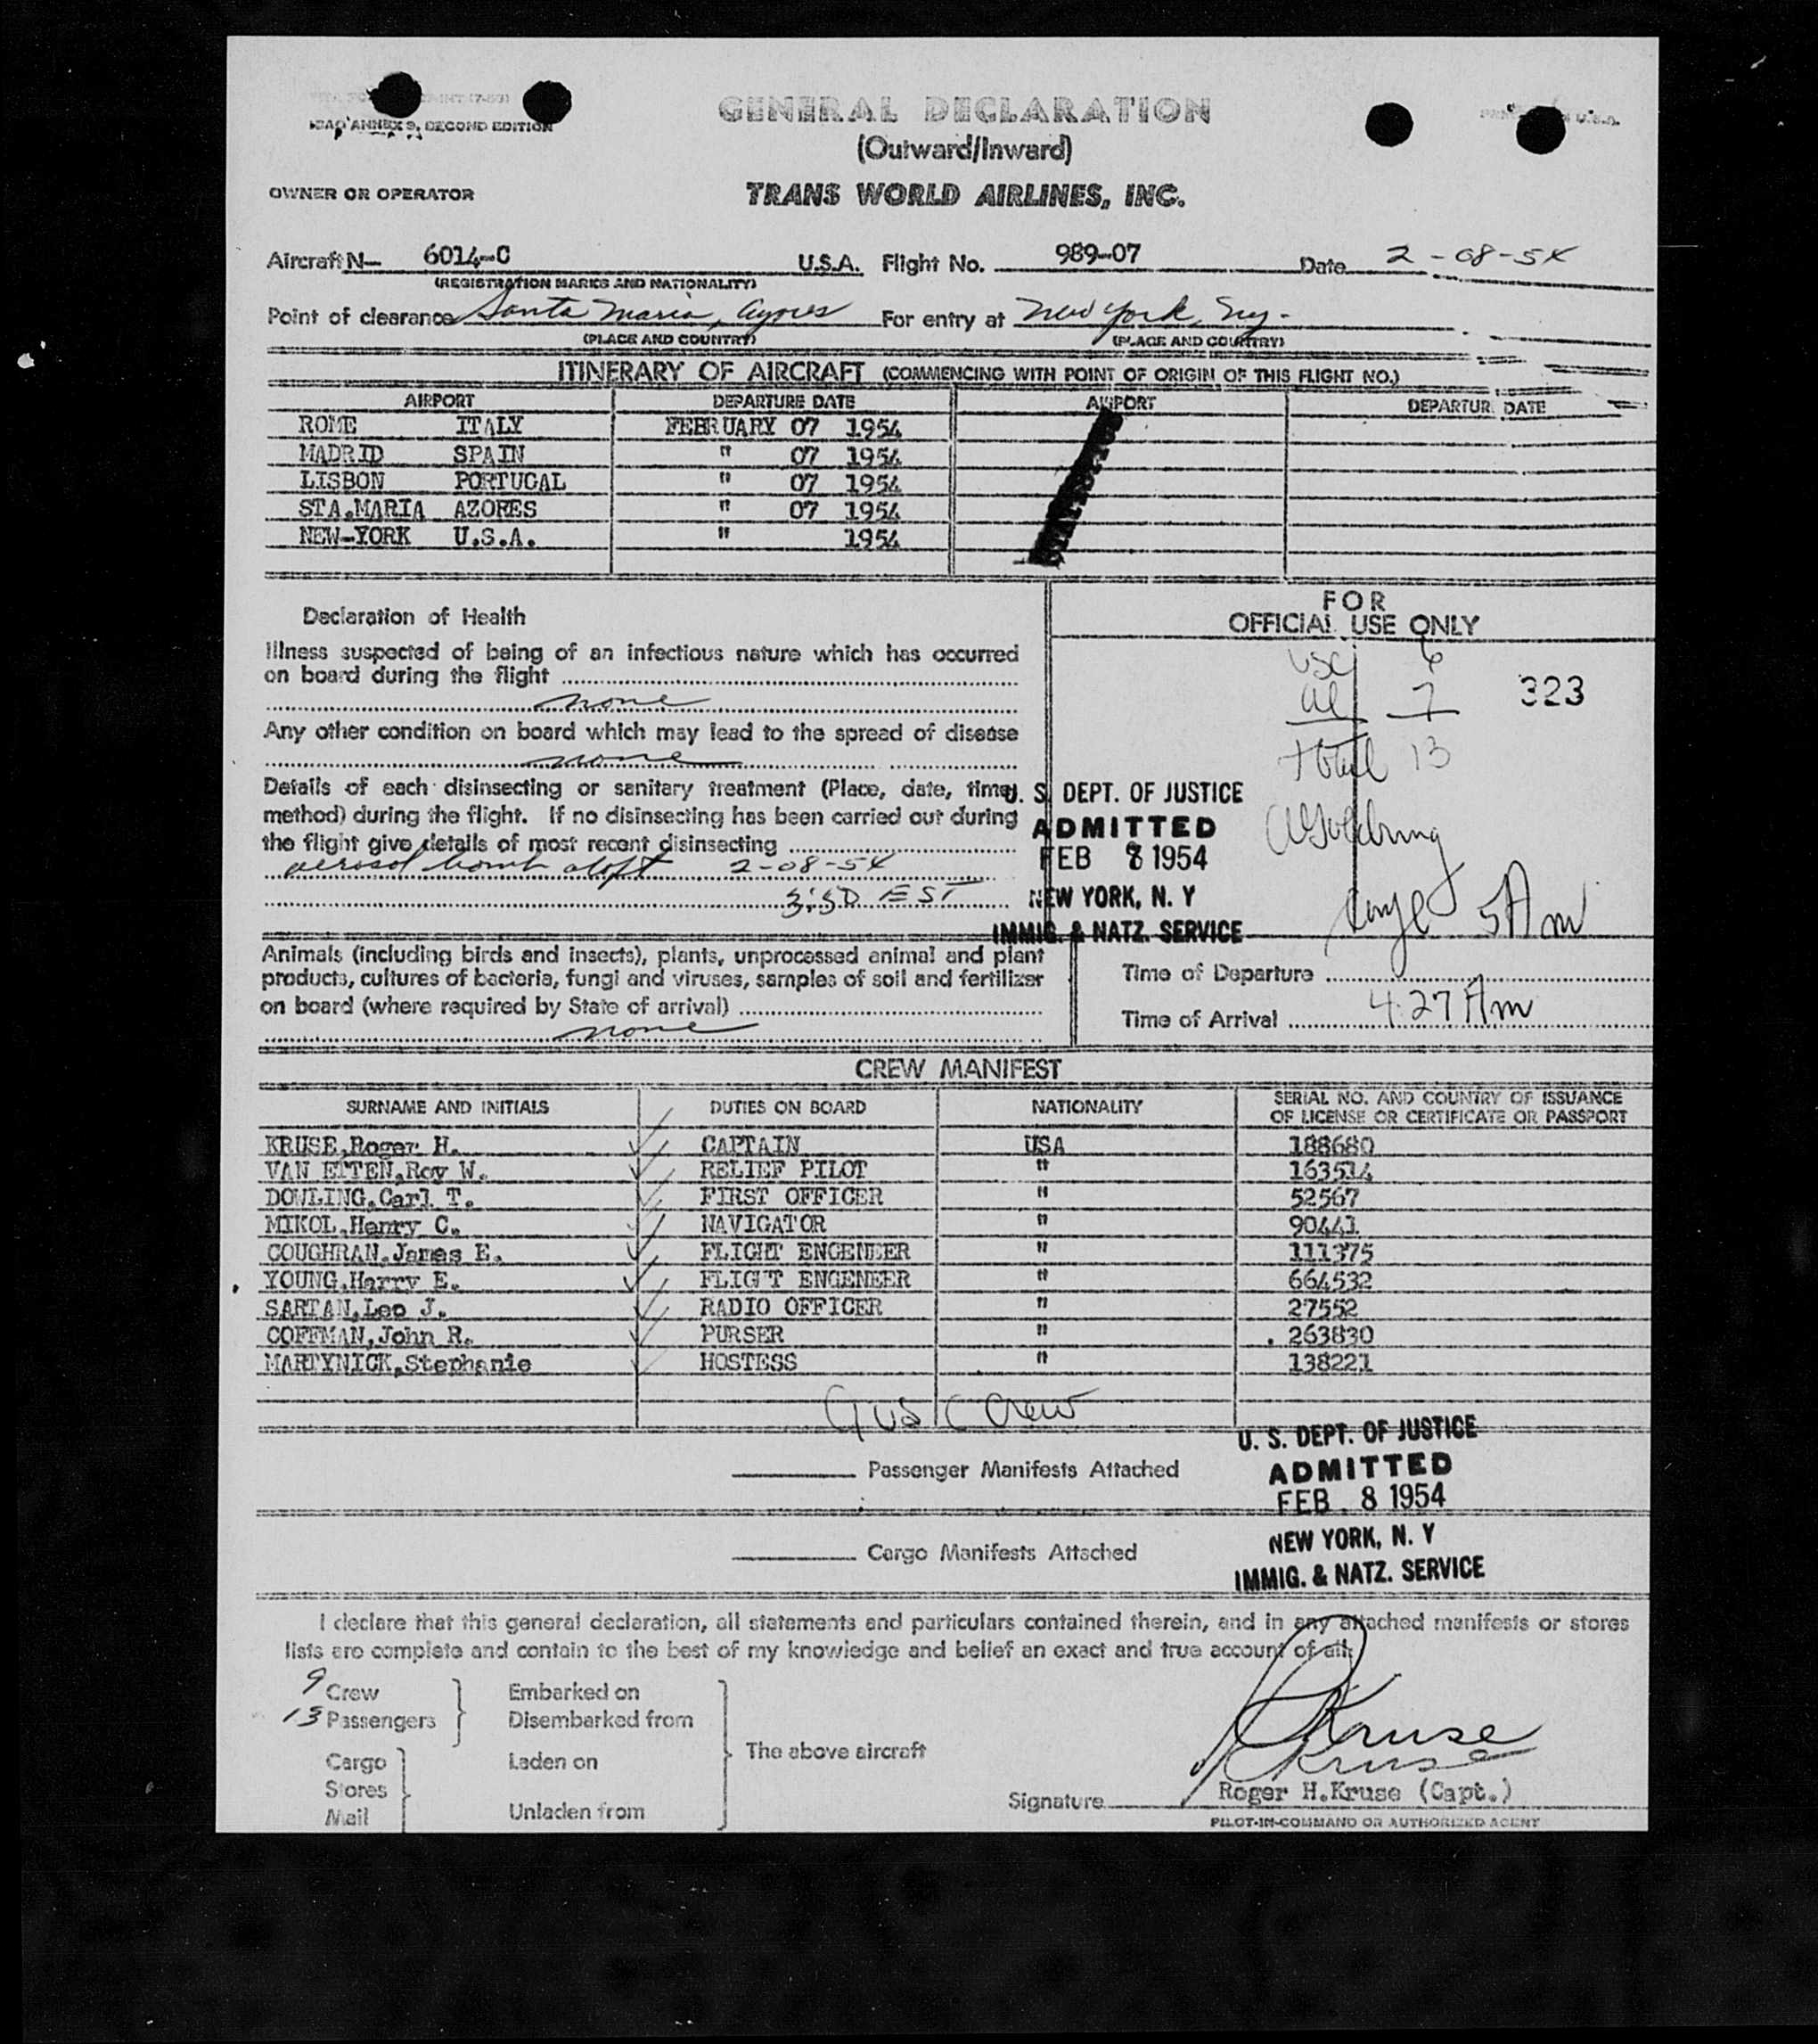 ICAO ANNEX 9, SECOND EDITION
GENERAL DECLARATION
(Outward/Inward)
OWNER OR OPERATOR TRANS WORLD AIRLINES, INC.
Aircraft N— 6014-C U.S.A. Flight No. 989-07 Date 2-08-54
(REGISTRATION MARKS AND NATIONALITY)
Point of clearance Santa Maria, Azores For entry at New York, Ny.
(PLACE AND COUNTRY) (PLACE AND COUNTRY)
ITINERARY OF AIRCRAFT (COMMENCING WITH POINT OF ORIGIN OF THIS FLIGHT NO.)
AIRPORT DEPARTURE DATE AIRPORT DEPARTURE DATE
ROME ITALY FEBRUARY 07 1954
MADRID SPAIN " 07 1954
LISBON PORTUGAL " 07 1954
STA.MARIA AZORES " 07 1954
NEW-YORK U.S.A. " 1954
Declaration of Health
Illness suspected of being of an infectious nature which has occurred
on board during the flight
none
Any other condition on board which may lead to the spread of disease
none
Details of each disinsecting or sanitary treatment (Place, date, time,
method) during the flight. If no disinsecting has been carried out during
the flight give details of most recent disinsecting
aerosol bomb aloft 2-08-54
3:50 EST
FOR
OFFICIAL USE ONLY
USC 6
al 7
323
total 13
U. S. DEPT. OF JUSTICE
ADMITTED
FEB 8 1954
NEW YORK, N. Y
IMMIG. & NATZ. SERVICE
5 Am
Animals (including birds and insects), plants, unprocessed animal and plant
products, cultures of bacteria, fungi and viruses, samples of soil and fertilizer
on board (where required by State of arrival)
none
Time of Departure
Time of Arrival 4:27 Am
CREW MANIFEST
SURNAME AND INITIALS DUTIES ON BOARD NATIONALITY SERIAL NO. AND COUNTRY OF ISSUANCE
OF LICENSE OR CERTIFICATE OR PASSPORT
KRUSE,Roger H. CAPTAIN USA 188680
VAN ETTEN,Roy W. RELIEF PILOT " 163514
DOWLING,Carl T. FIRST OFFICER " 52567
MIKOL,Henry C. NAVIGATOR " 90441
COUGHRAN,James E. FLIGHT ENGENEER " 111375
YOUNG,Harry E. FLIGHT ENGENEER " 664532
SARTAN,Leo J. RADIO OFFICER " 27552
COFFMAN,John R. PURSER " 263830
MARTYNICK,Stephanie HOSTESS " 138221
9 USC Crew
Passenger Manifests Attached
Cargo Manifests Attached
U. S. DEPT. OF JUSTICE
ADMITTED
FEB 8 1954
NEW YORK, N. Y
IMMIG. & NATZ. SERVICE
I declare that this general declaration, all statements and particulars contained therein, and in any attached manifests or stores
lists are complete and contain to the best of my knowledge and belief an exact and true account of all:
9 Crew Embarked on
13 Passengers Disembarked from
The above aircraft
Cargo Laden on
Stores
Mail Unladen from
Kruse
Kruse
Signature Roger H.Kruse (Capt.)
PILOT-IN-COMMAND OR AUTHORIZED AGENT